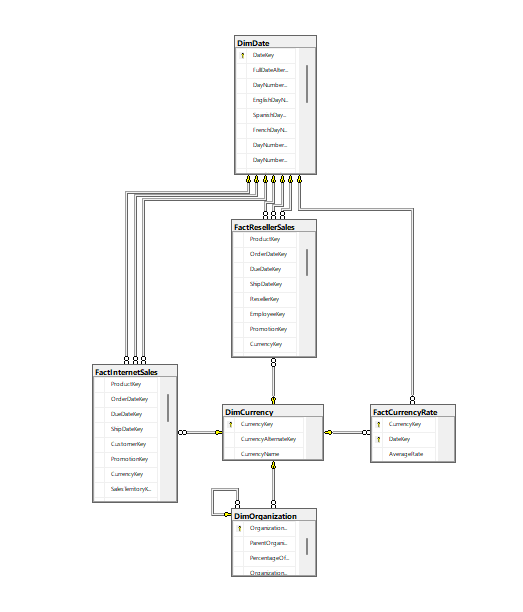 DimDate
DateKey
FullDateAlter...
DayNumber...
EnglishDayN...
SpanishDay...
FrenchDayN...
DayNumber...
DayNumber...
FactResellerSales
ProductKey
OrderDateKey
DueDateKey
ShipDateKey
ResellerKey
EmployeeKey
PromotionKey
CurrencyKey
FactInternetSales
ProductKey
OrderDateKey
DueDateKey
ShipDateKey
CustomerKey
PromotionKey
CurrencyKey
SalesTerritoryK...
DimCurrency
CurrencyKey
CurrencyAlternateKey
CurrencyName
FactCurrencyRate
CurrencyKey
DateKey
AverageRate
DimOrganization
Organization...
ParentOrgani...
PercentageOf...
Organization...